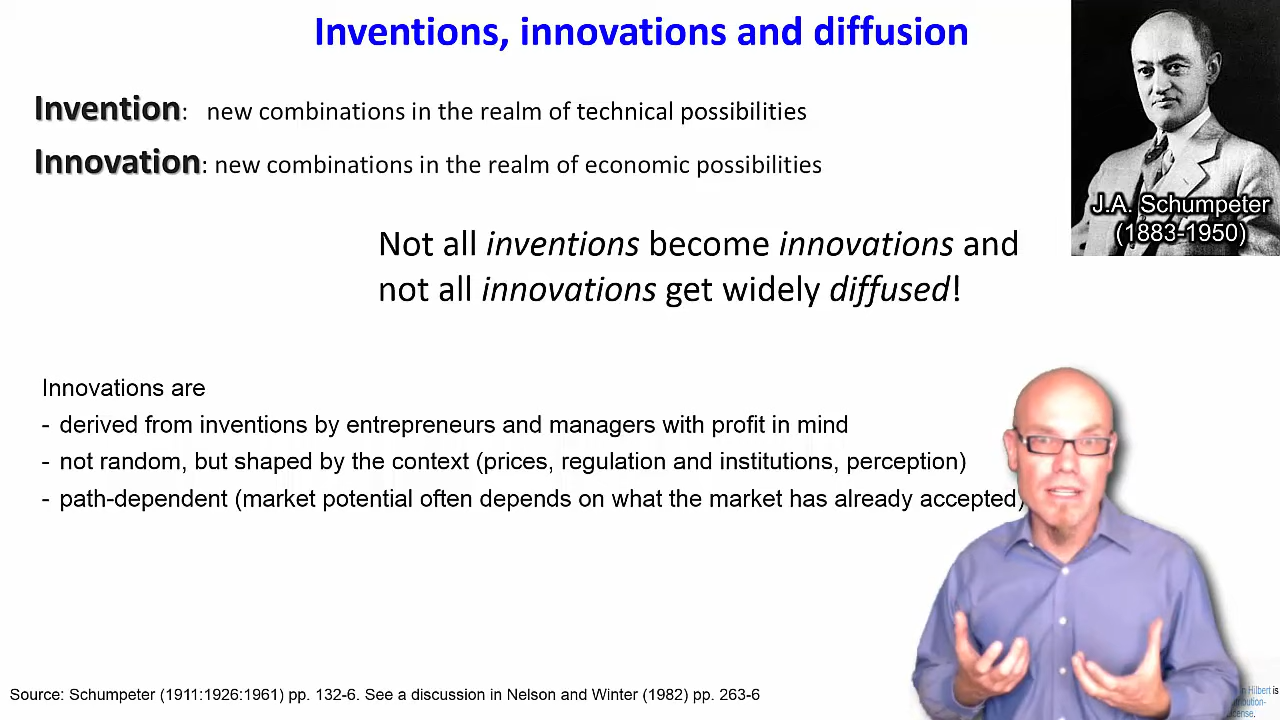 Inventions, innovations and diffusion
Invention: new combinations in the realm of technical possibilities
Innovation: new combinations in the realm of economic possibilities
J.A. Schumpeter
(1883-1950)
Not all inventions become innovations and
not all innovations get widely diffused!
Innovations are
- derived from inventions by entrepreneurs and managers with profit in mind
- not random, but shaped by the context (prices, regulation and institutions, perception)
- path-dependent (market potential often depends on what the market has already accepted)
Source: Schumpeter (1911:1926:1961) pp. 132-6. See a discussion in Nelson and Winter (1982) pp. 263-6
Hilbert is